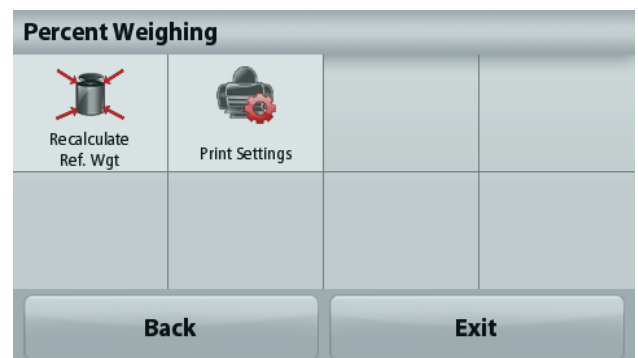 Percent Weighing
Recalculate
Ref. Wgt
Print Settings
Back
Exit